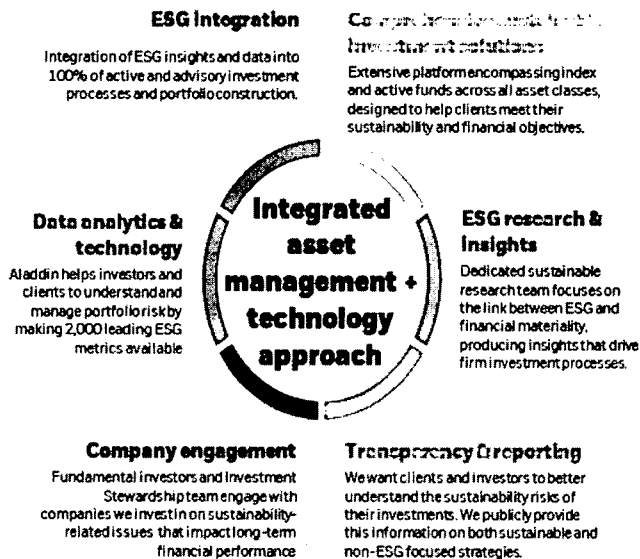 ESG Integration
Integration of ESG insights and data into
100% of active and advisory investment
processes and portfolio construction.
Investment solutions
Extensive platform encompassing index
and active funds across all asset classes,
designed to help clients meet their
sustainability and financial objectives.
Data analytics &
technology
Aladdin helps investors and
clients to understand and
manage portfolio risk by
making 2,000 leading ESG
metrics available
Integrated
asset
management +
technology
approach
ESG research &
insights
Dedicated sustainable
research team focuses on
the link between ESG and
financial materiality,
producing insights that drive
firm investment processes.
Company engagement
Fundamental investors and Investment
Stewardship team engage with
companies we invest in on sustainability-
related issues that impact long-term
financial performance
Transparency & reporting
We want clients and investors to better
understand the sustainability risks of
their investments. We publicly provide
this information on both sustainable and
non-ESG focused strategies.